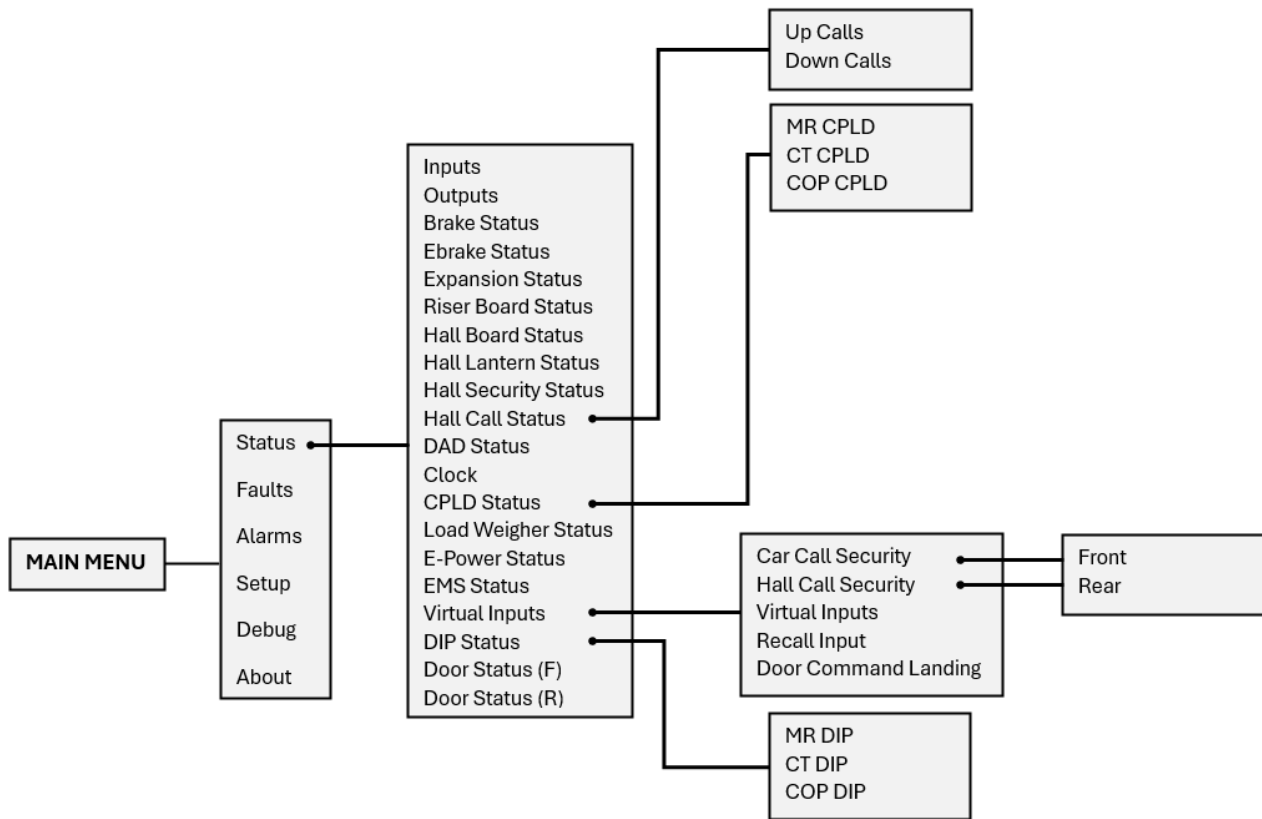 MAIN MENU
Status
Faults
Alarms
Setup
Debug
About
Inputs
Outputs
Brake Status
Ebrake Status
Expansion Status
Riser Board Status
Hall Board Status
Hall Lantern Status
Hall Security Status
Hall Call Status
DAD Status
Clock
CPLD Status
Load Weigher Status
E-Power Status
EMS Status
Virtual Inputs
DIP Status
Door Status (F)
Door Status (R)
Up Calls
Down Calls
MR CPLD
CT CPLD
COP CPLD
Car Call Security
Hall Call Security
Virtual Inputs
Recall Input
Door Command Landing
Front
Rear
MR DIP
CT DIP
COP DIP